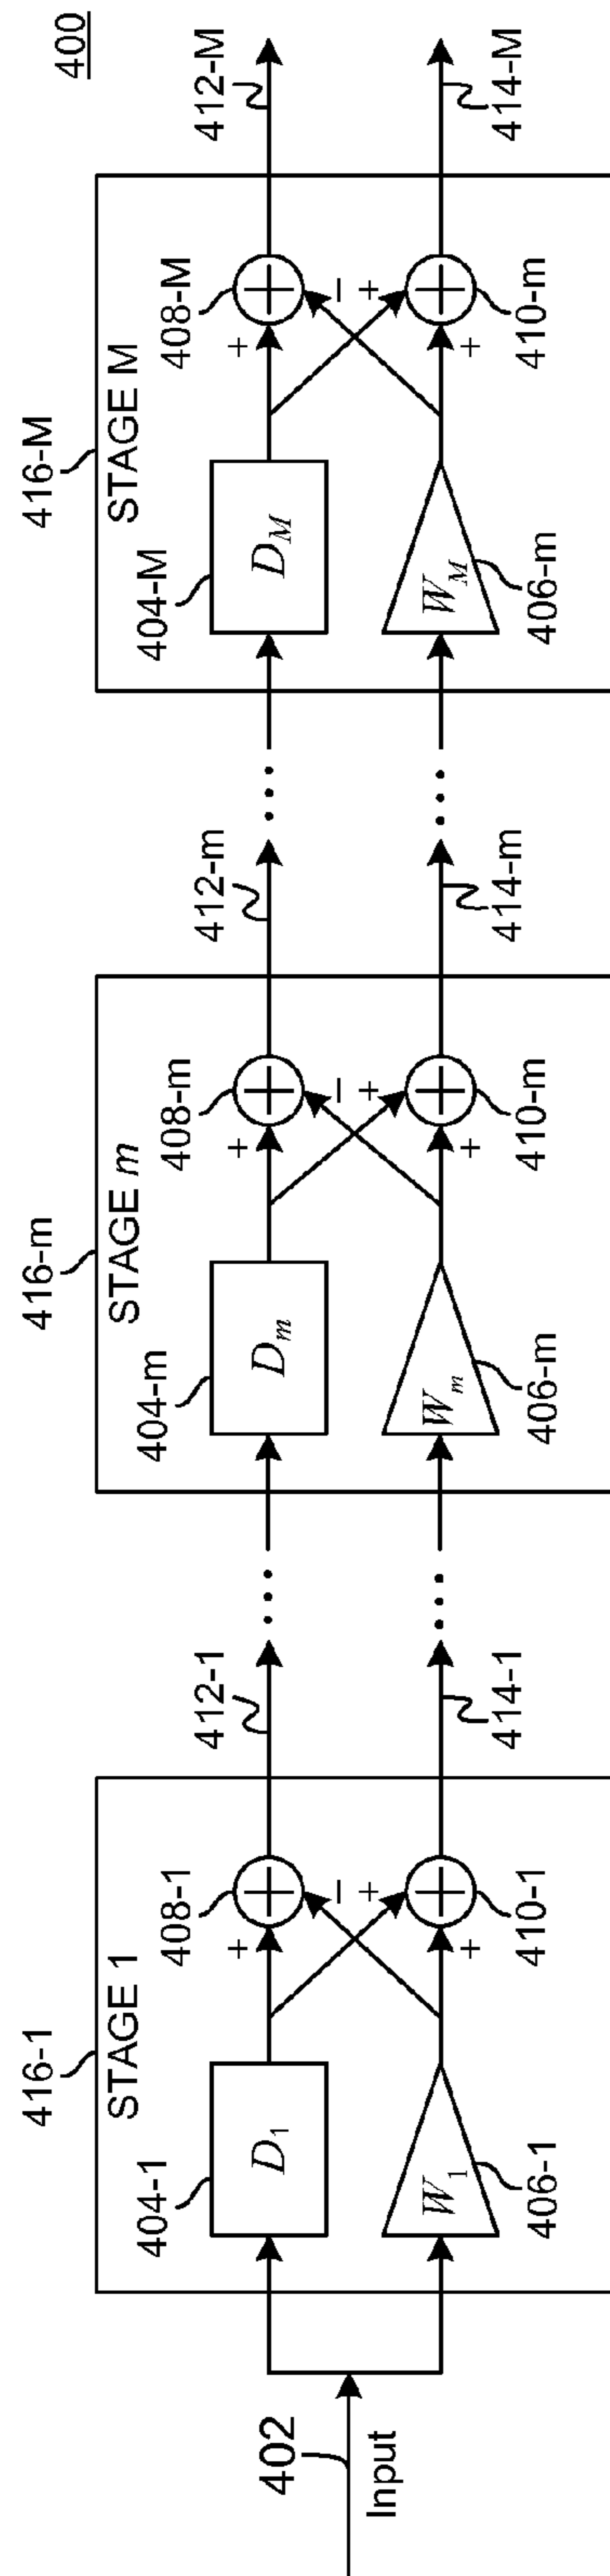 400
416-1
STAGE 1
404-1
D1
408-1
+
−
+
412-1
402
Input
W1
406-1
+
410-1
414-1
...
...
416-m
STAGE m
404-m
Dm
408-m
+
−
+
412-m
Wm
406-m
+
410-m
414-m
...
...
416-M
STAGE M
404-M
DM
408-M
+
−
+
412-M
WM
406-m
+
410-m
414-M